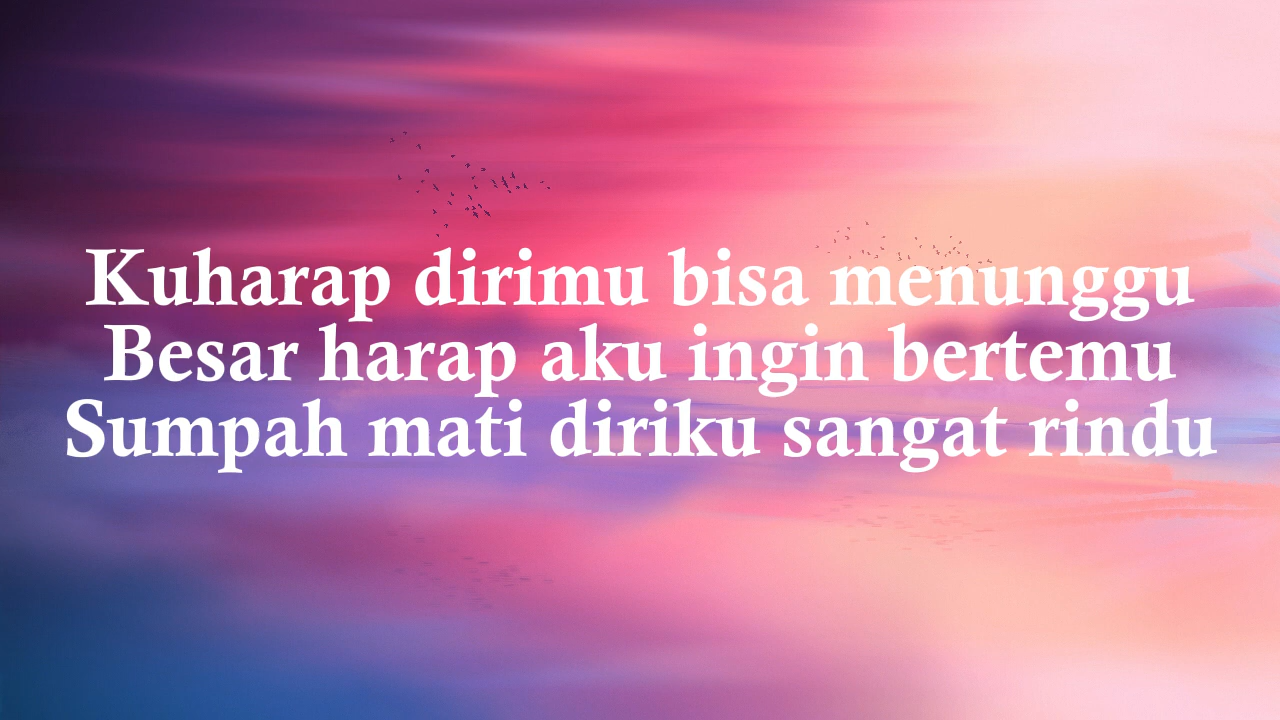 Kuharap dirimu bisa menunggu
Besar harap aku ingin bertemu
Sumpah mati diriku sangat rindu